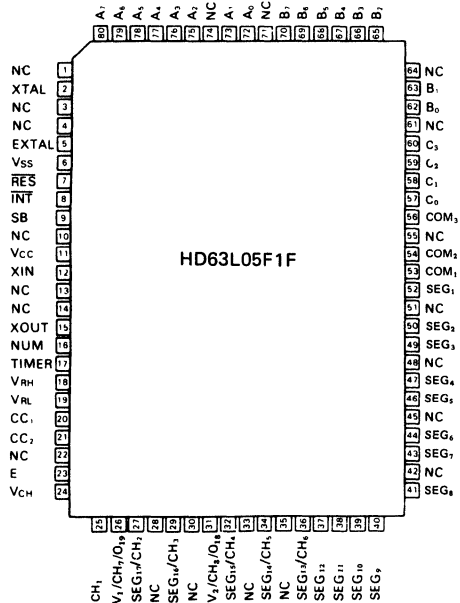 A₇ A₆ A₅ A₄ A₃ A₂ NC A₁ A₀ NC B₇ B₆ B₅ B₄ B₃ B₂
80 79 78 77 76 75 74 73 72 71 70 69 68 67 66 65
NC 1
XTAL 2
NC 3
NC 4
EXTAL 5
VSS 6
RES 7
INT 8
SB 9
NC 10
VCC 11
XIN 12
NC 13
NC 14
XOUT 15
NUM 16
TIMER 17
VRH 18
VRL 19
CC₁ 20
CC₂ 21
NC 22
E 23
VCH 24
HD63L05F1F
64 NC
63 B₁
62 B₀
61 NC
60 C₃
59 C₂
58 C₁
57 C₀
56 COM₃
55 NC
54 COM₂
53 COM₁
52 SEG₁
51 NC
50 SEG₂
49 SEG₃
48 NC
47 SEG₄
46 SEG₅
45 NC
44 SEG₆
43 SEG₇
42 NC
41 SEG₈
25 26 27 28 29 30 31 32 33 34 35 36 37 38 39 40
CH₁
V₁/CH₇/O₁₉
SEG₁₇/CH₂
NC
SEG₁₆/CH₃
NC
V₂/CH₈/O₁₈
SEG₁₅/CH₄
NC
SEG₁₄/CH₅
NC
SEG₁₃/CH₆
SEG₁₂
SEG₁₁
SEG₁₀
SEG₉